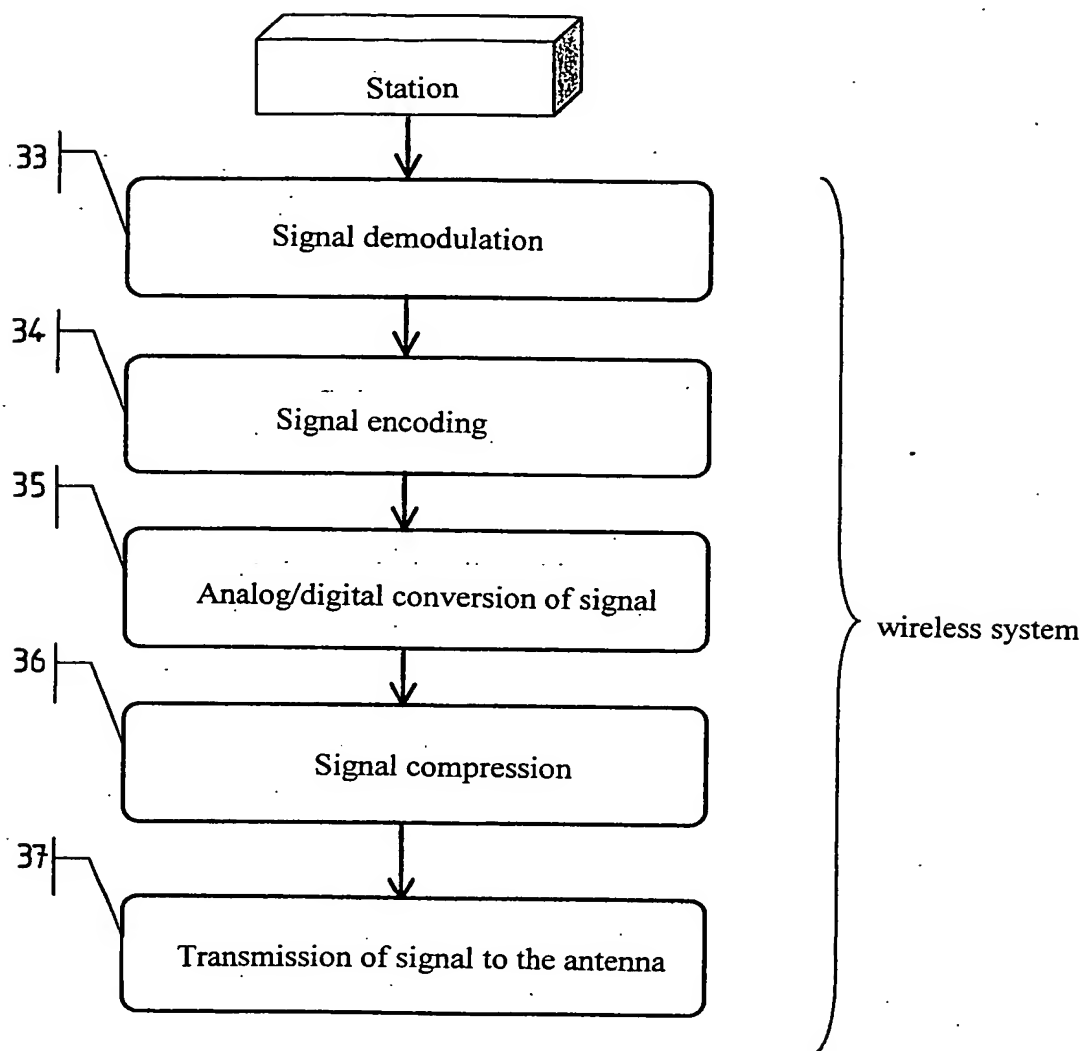 Station
33
Signal demodulation
34
Signal encoding
35
Analog/digital conversion of signal
36
Signal compression
37
Transmission of signal to the antenna
wireless system